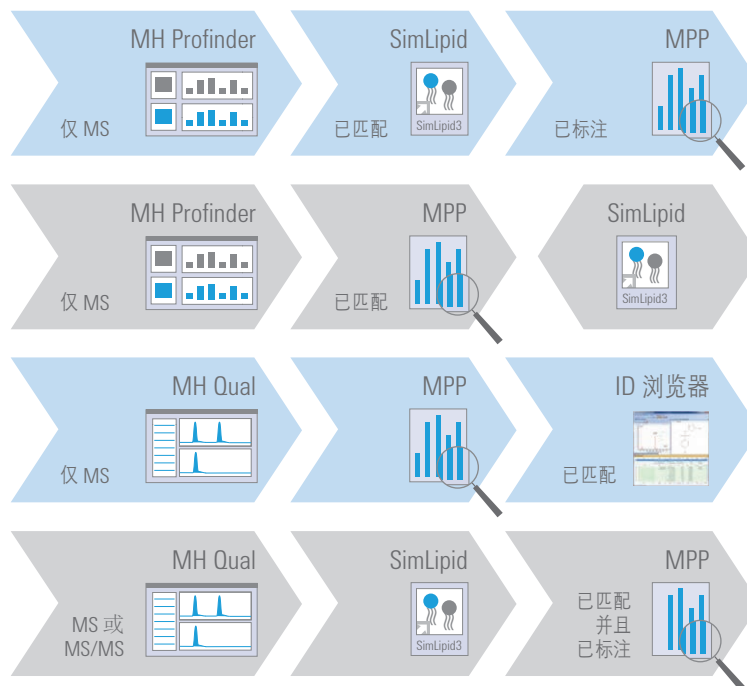 MH Profinder
仅 MS
SimLipid
已匹配
SimLipid3
MPP
已标注
MH Profinder
仅 MS
MPP
已匹配
SimLipid
SimLipid3
MH Qual
仅 MS
MPP
ID 浏览器
已匹配
MH Qual
MS 或
MS/MS
SimLipid
SimLipid3
MPP
已匹配
并且
已标注